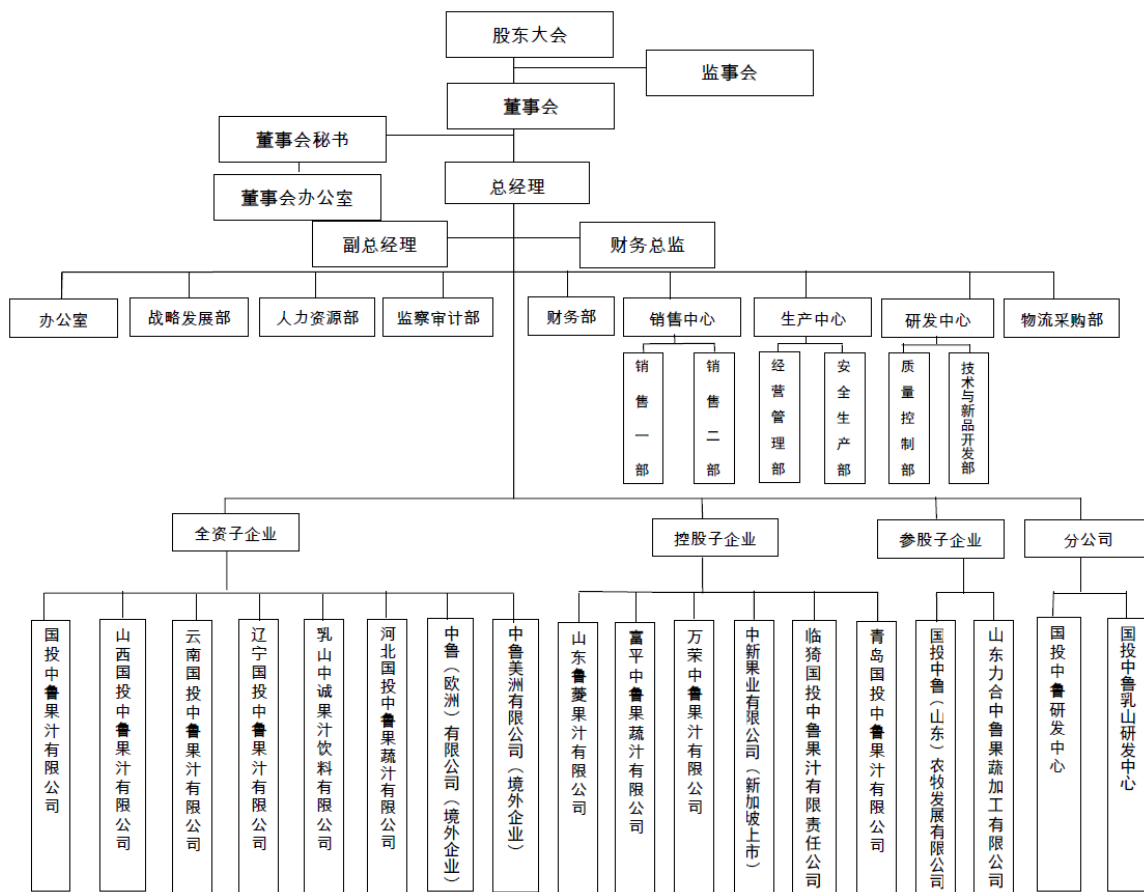 股东大会
监事会
董事会
董事会秘书
总经理
董事会办公室
副总经理
财务总监
办公室
战略发展部
人力资源部
监察审计部
财务部
销售中心
生产中心
研发中心
物流采购部
销售一部
销售二部
经营管理部
安全生产部
质量控制部
技术与新品开发部
全资子企业
控股子企业
参股子企业
分公司
国投中鲁果汁有限公司
山西国投中鲁果汁有限公司
云南国投中鲁果汁有限公司
辽宁国投中鲁果汁有限公司
乳山中诚果汁饮料有限公司
河北国投中鲁果蔬汁有限公司
中鲁（欧洲）有限公司（境外企业）
中鲁美洲有限公司（境外企业）
山东鲁菱果汁有限公司
富平中鲁果蔬汁有限公司
万荣中鲁果汁有限公司
中新果业有限公司（新加坡上市）
临猗国投中鲁果汁有限责任公司
青岛国投中鲁果汁有限公司
国投中鲁（山东）农牧发展有限公司
山东力合中鲁果蔬加工有限公司
国投中鲁研发中心
国投中鲁乳山研发中心